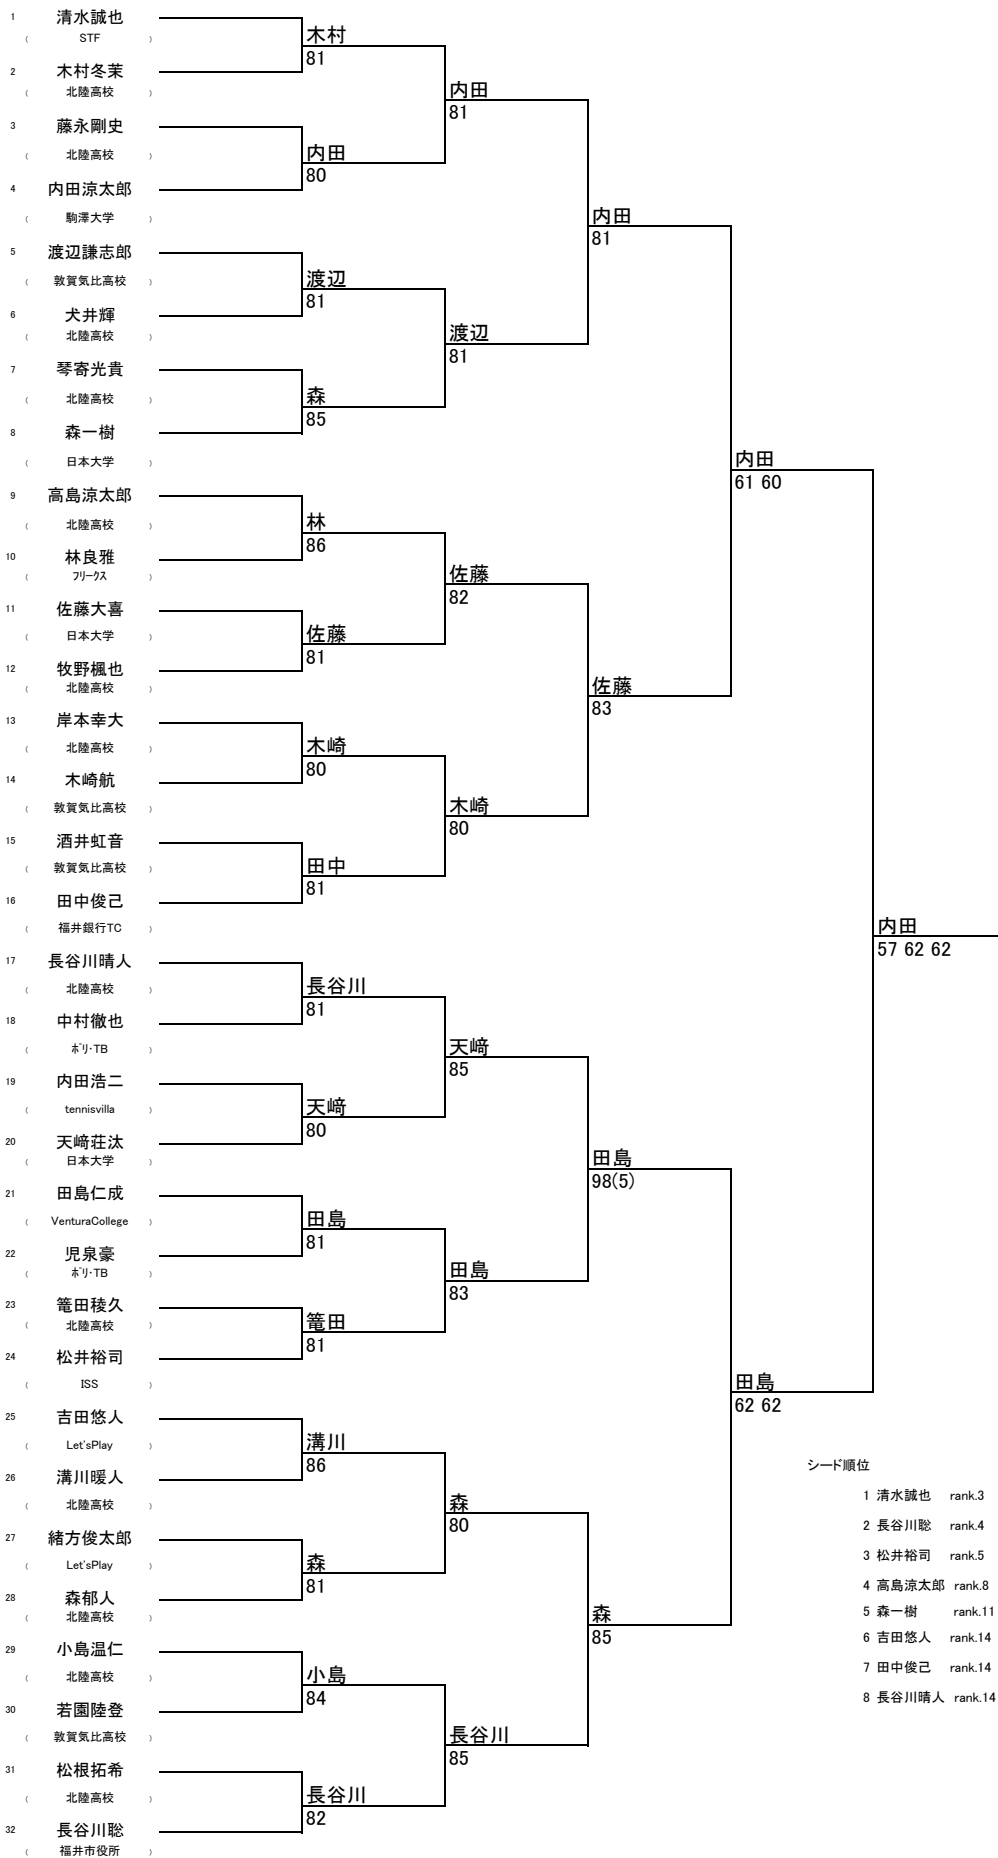 1 清水誠也
( STF )
2 木村冬茉
( 北陸高校 )
3 藤永剛史
( 北陸高校 )
4 内田涼太郎
( 駒澤大学 )
5 渡辺謙志郎
( 敦賀気比高校 )
6 犬井輝
( 北陸高校 )
7 琴寄光貴
( 北陸高校 )
8 森一樹
( 日本大学 )
9 高島涼太郎
( 北陸高校 )
10 林良雅
( フリークス )
11 佐藤大喜
( 日本大学 )
12 牧野楓也
( 北陸高校 )
13 岸本幸大
( 北陸高校 )
14 木崎航
( 敦賀気比高校 )
15 酒井虹音
( 敦賀気比高校 )
16 田中俊己
( 福井銀行TC )
17 長谷川晴人
( 北陸高校 )
18 中村徹也
( ポリ・TB )
19 内田浩二
( tennisvilla )
20 天﨑荘汰
( 日本大学 )
21 田島仁成
( VenturaCollege )
22 児泉豪
( ポリ・TB )
23 篭田稜久
( 北陸高校 )
24 松井裕司
( ISS )
25 吉田悠人
( Let'sPlay )
26 溝川暖人
( 北陸高校 )
27 緒方俊太郎
( Let'sPlay )
28 森郁人
( 北陸高校 )
29 小島温仁
( 北陸高校 )
30 若園陸登
( 敦賀気比高校 )
31 松根拓希
( 北陸高校 )
32 長谷川聡
( 福井市役所 )
木村
81
内田
80
渡辺
81
森
85
林
86
佐藤
81
木崎
80
田中
81
長谷川
81
天﨑
80
田島
81
篭田
81
溝川
86
森
81
小島
84
長谷川
82
内田
81
渡辺
81
佐藤
82
木崎
80
天﨑
85
田島
83
森
80
長谷川
85
内田
81
佐藤
83
田島
98(5)
森
85
内田
61 60
田島
62 62
内田
57 62 62
シード順位
1 清水誠也 rank.3
2 長谷川聡 rank.4
3 松井裕司 rank.5
4 高島涼太郎 rank.8
5 森一樹 rank.11
6 吉田悠人 rank.14
7 田中俊己 rank.14
8 長谷川晴人 rank.14